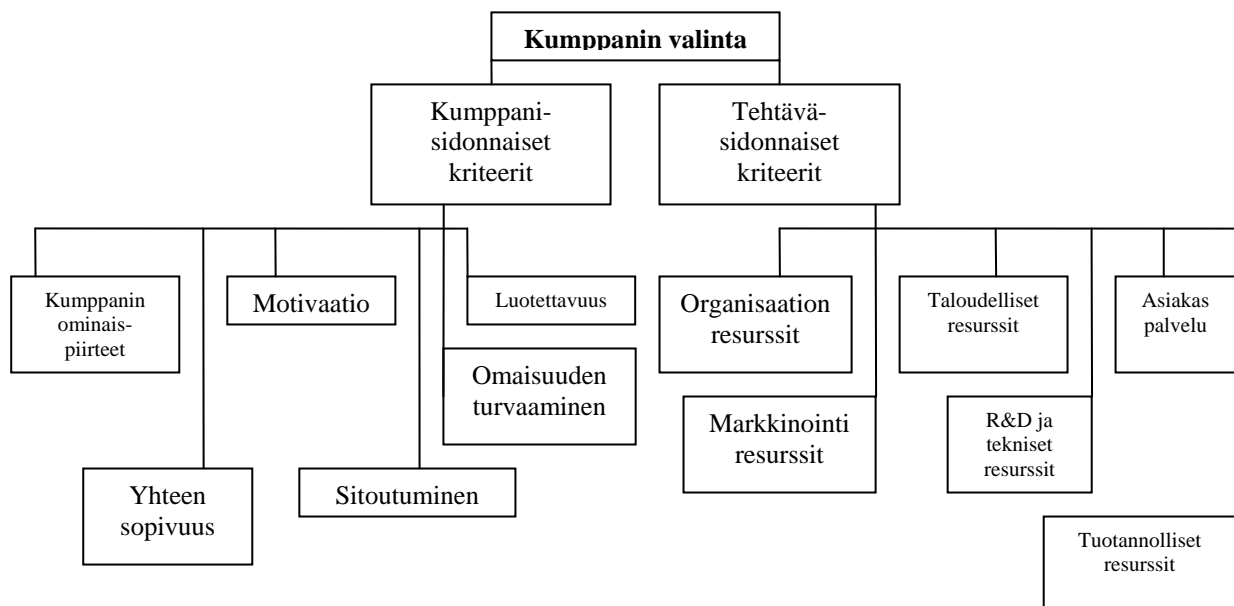 Kumppanin valinta
Kumppani-
sidonnaiset
kriteerit
Tehtävä-
sidonnaiset
kriteerit
Kumppanin
ominais-
piirteet
Motivaatio
Luotettavuus
Organisaation
resurssit
Taloudelliset
resurssit
Asiakas
palvelu
Omaisuuden
turvaaminen
Markkinointi
resurssit
R&D ja
tekniset
resurssit
Yhteen
sopivuus
Sitoutuminen
Tuotannolliset
resurssit